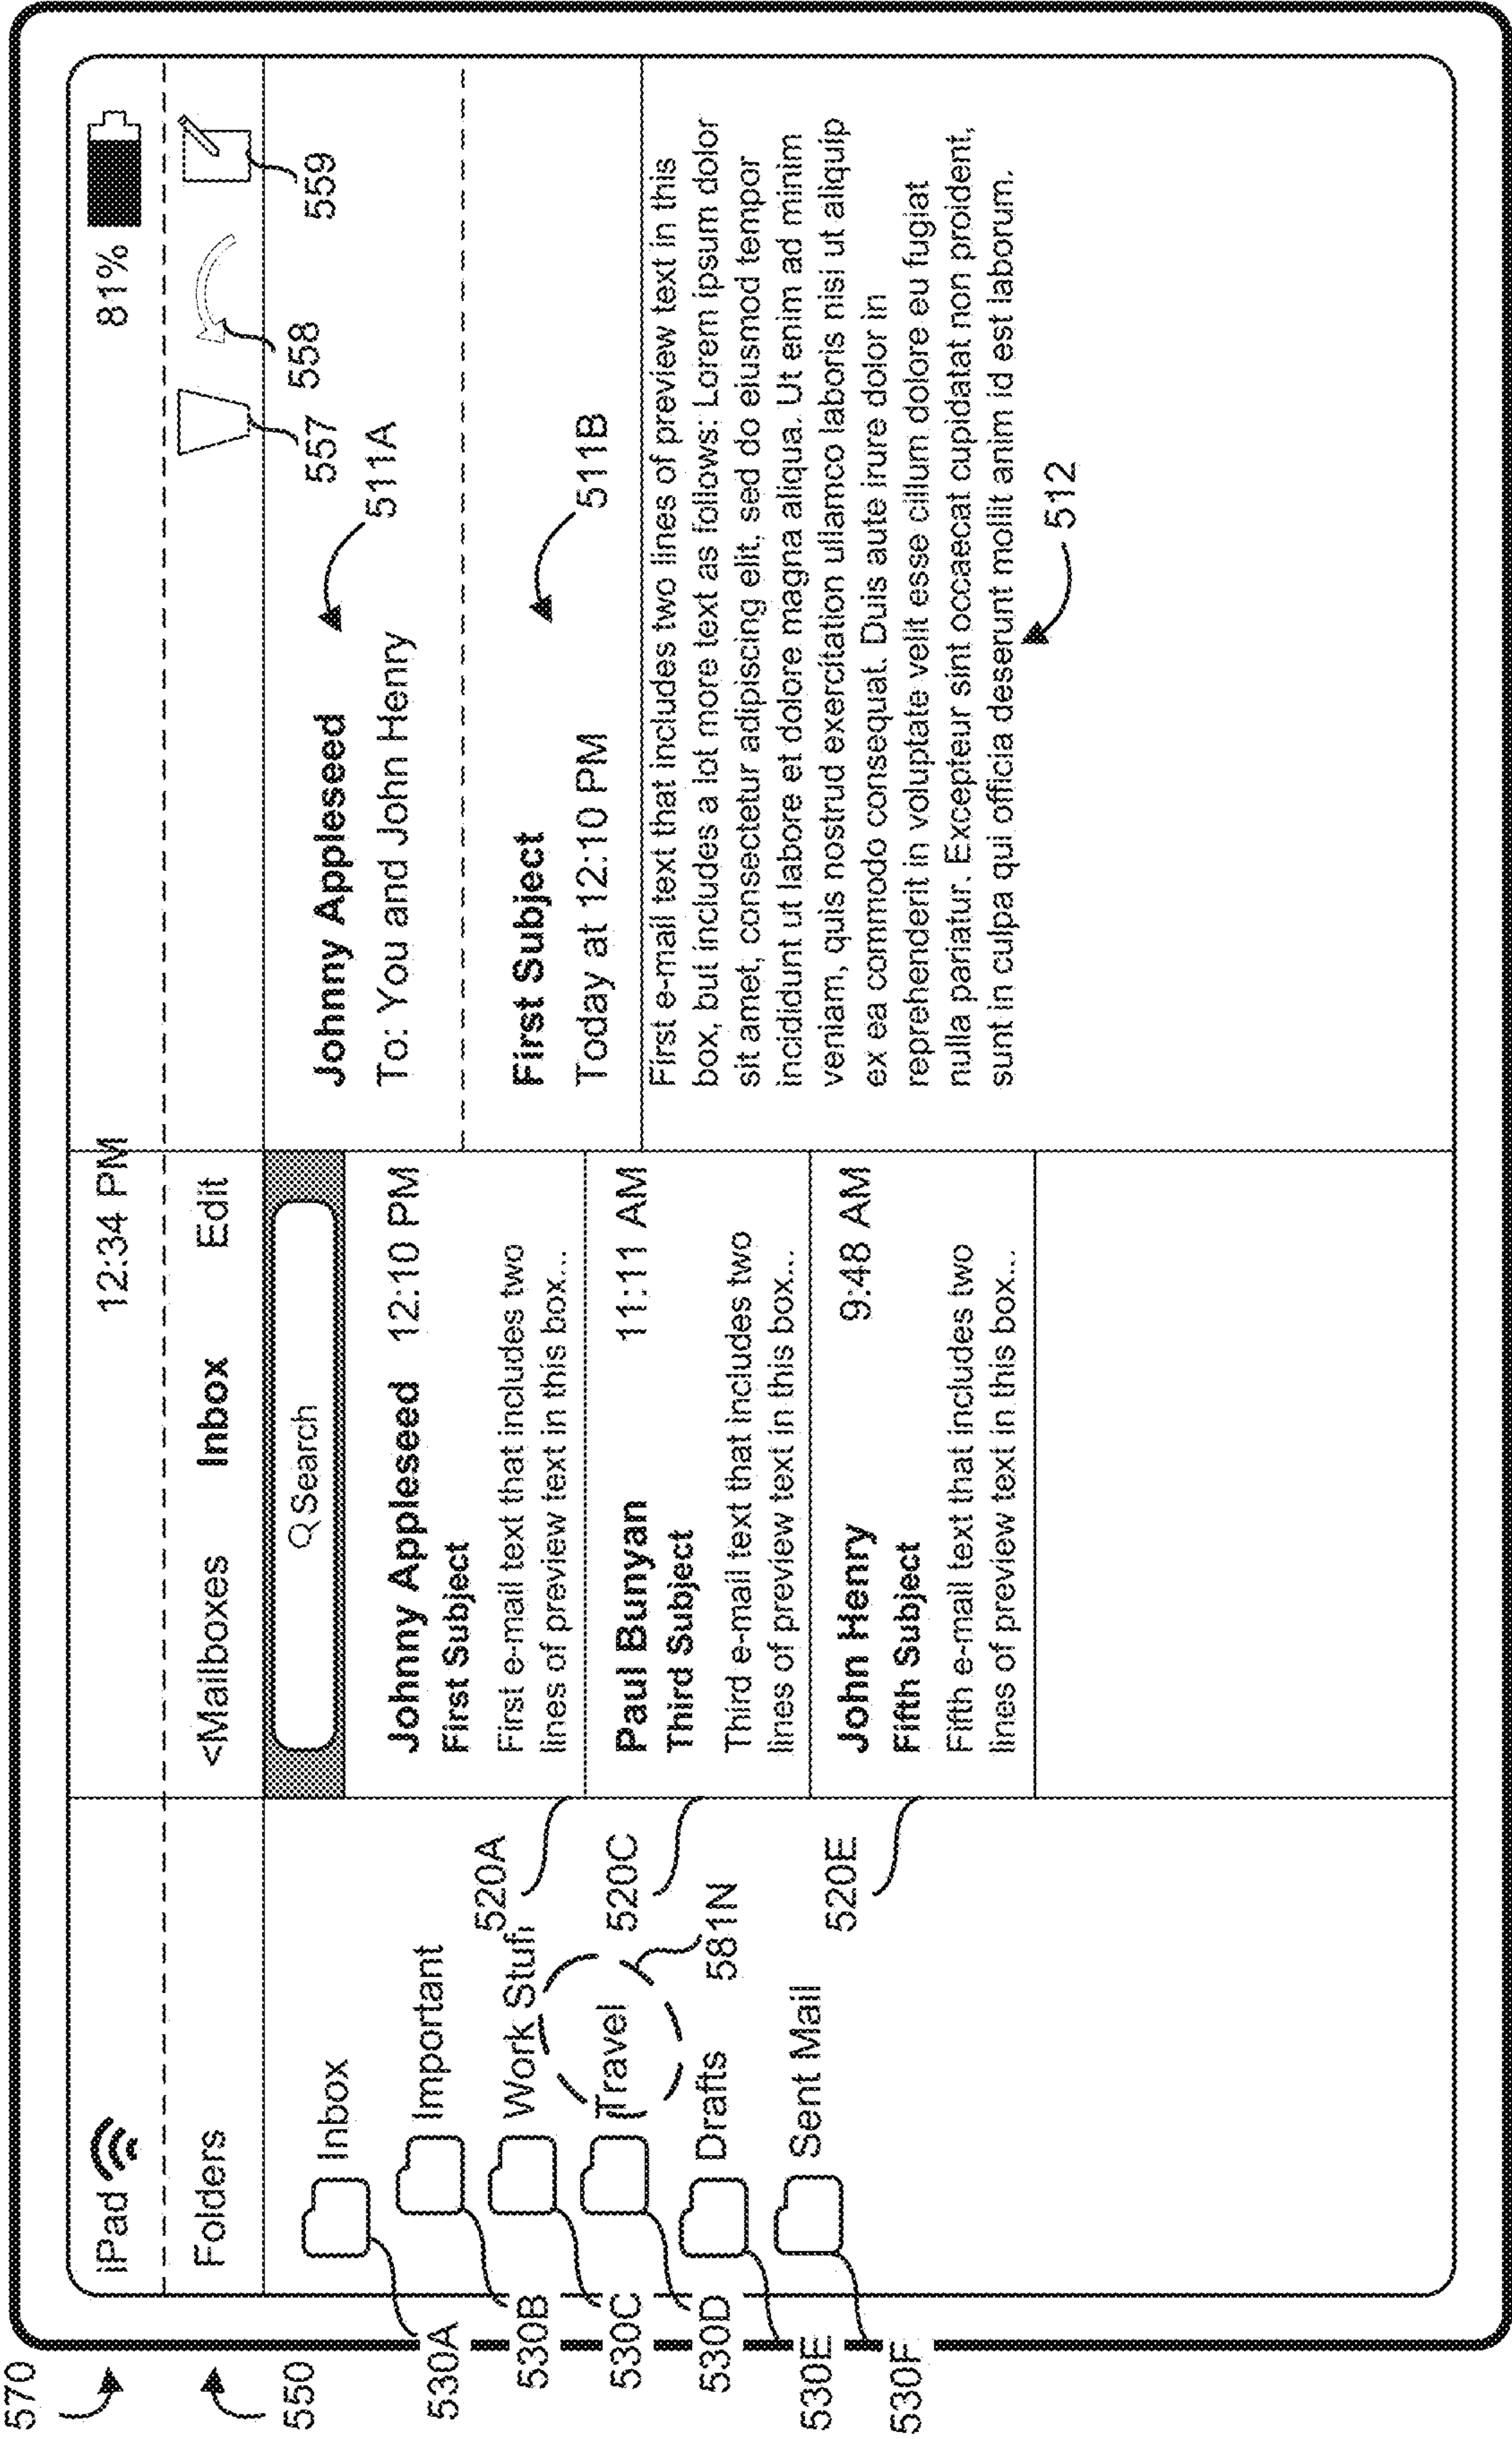 570
550
iPad
12:34 PM
81%
Folders
<Mailboxes
Inbox
Edit
557
558
559
530A
530B
530C
530D
530E
530F
Inbox
Important
Work Stuff
Travel
Drafts
Sent Mail
581N
520A
520C
520E
Search
Johnny Appleseed 12:10 PM
First Subject
First e-mail text that includes two
lines of preview text in this box...
Paul Bunyan 11:11 AM
Third Subject
Third e-mail text that includes two
lines of preview text in this box...
John Henry 9:48 AM
Fifth Subject
Fifth e-mail text that includes two
lines of preview text in this box...
Johnny Appleseed
To: You and John Henry
511A
First Subject
Today at 12:10 PM
511B
First e-mail text that includes two lines of preview text in this
box, but includes a lot more text as follows: Lorem ipsum dolor
sit amet, consectetur adipiscing elit, sed do eiusmod tempor
incididunt ut labore et dolore magna aliqua. Ut enim ad minim
veniam, quis nostrud exercitation ullamco laboris nisi ut aliquip
ex ea commodo consequat. Duis aute irure dolor in
reprehenderit in voluptate velit esse cillum dolore eu fugiat
nulla pariatur. Excepteur sint occaecat cupidatat non proident,
sunt in culpa qui officia deserunt mollit anim id est laborum.
512